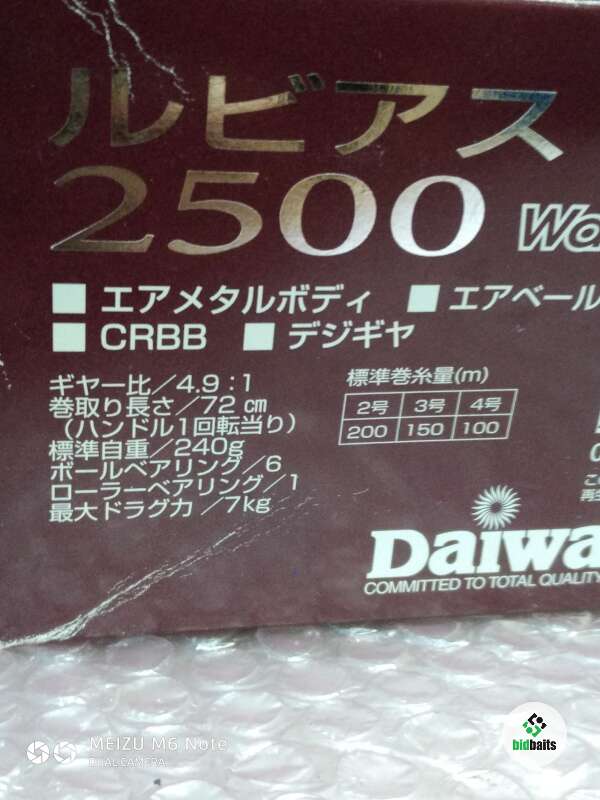 ルビアス
2500
■ エアメタルボディ ■ エアベール
■ CRBB ■ デジギヤ
ギヤー比/4.9:1
巻取り長さ/72cm
(ハンドル1回転当り)
標準自重/240g
ボールベアリング/6
ローラーベアリング/1
最大ドラグ力/7kg
標準巻糸量(m)
2号 3号 4号
200 150 100
Daiwa
COMMITTED TO TOTAL QUALITY
MEIZU M6 Note
DUAL CAMERA
bidbaits